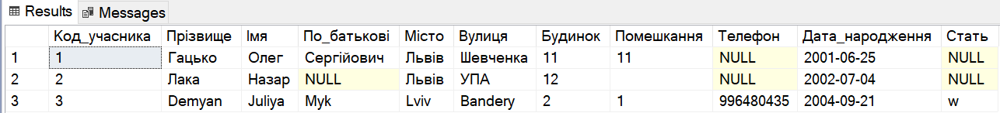 Results Messages
Код_учасника Прізвище Імя По_батькові Місто Вулиця Будинок Помешкання Телефон Дата_народження Стать
1 1 Гацько Олег Сергійович Львів Шевченка 11 11 NULL 2001-06-25 NULL
2 2 Лака Назар NULL Львів УПА 12 NULL 2002-07-04 NULL
3 3 Demyan Juliya Myk Lviv Bandery 2 1 996480435 2004-09-21 w